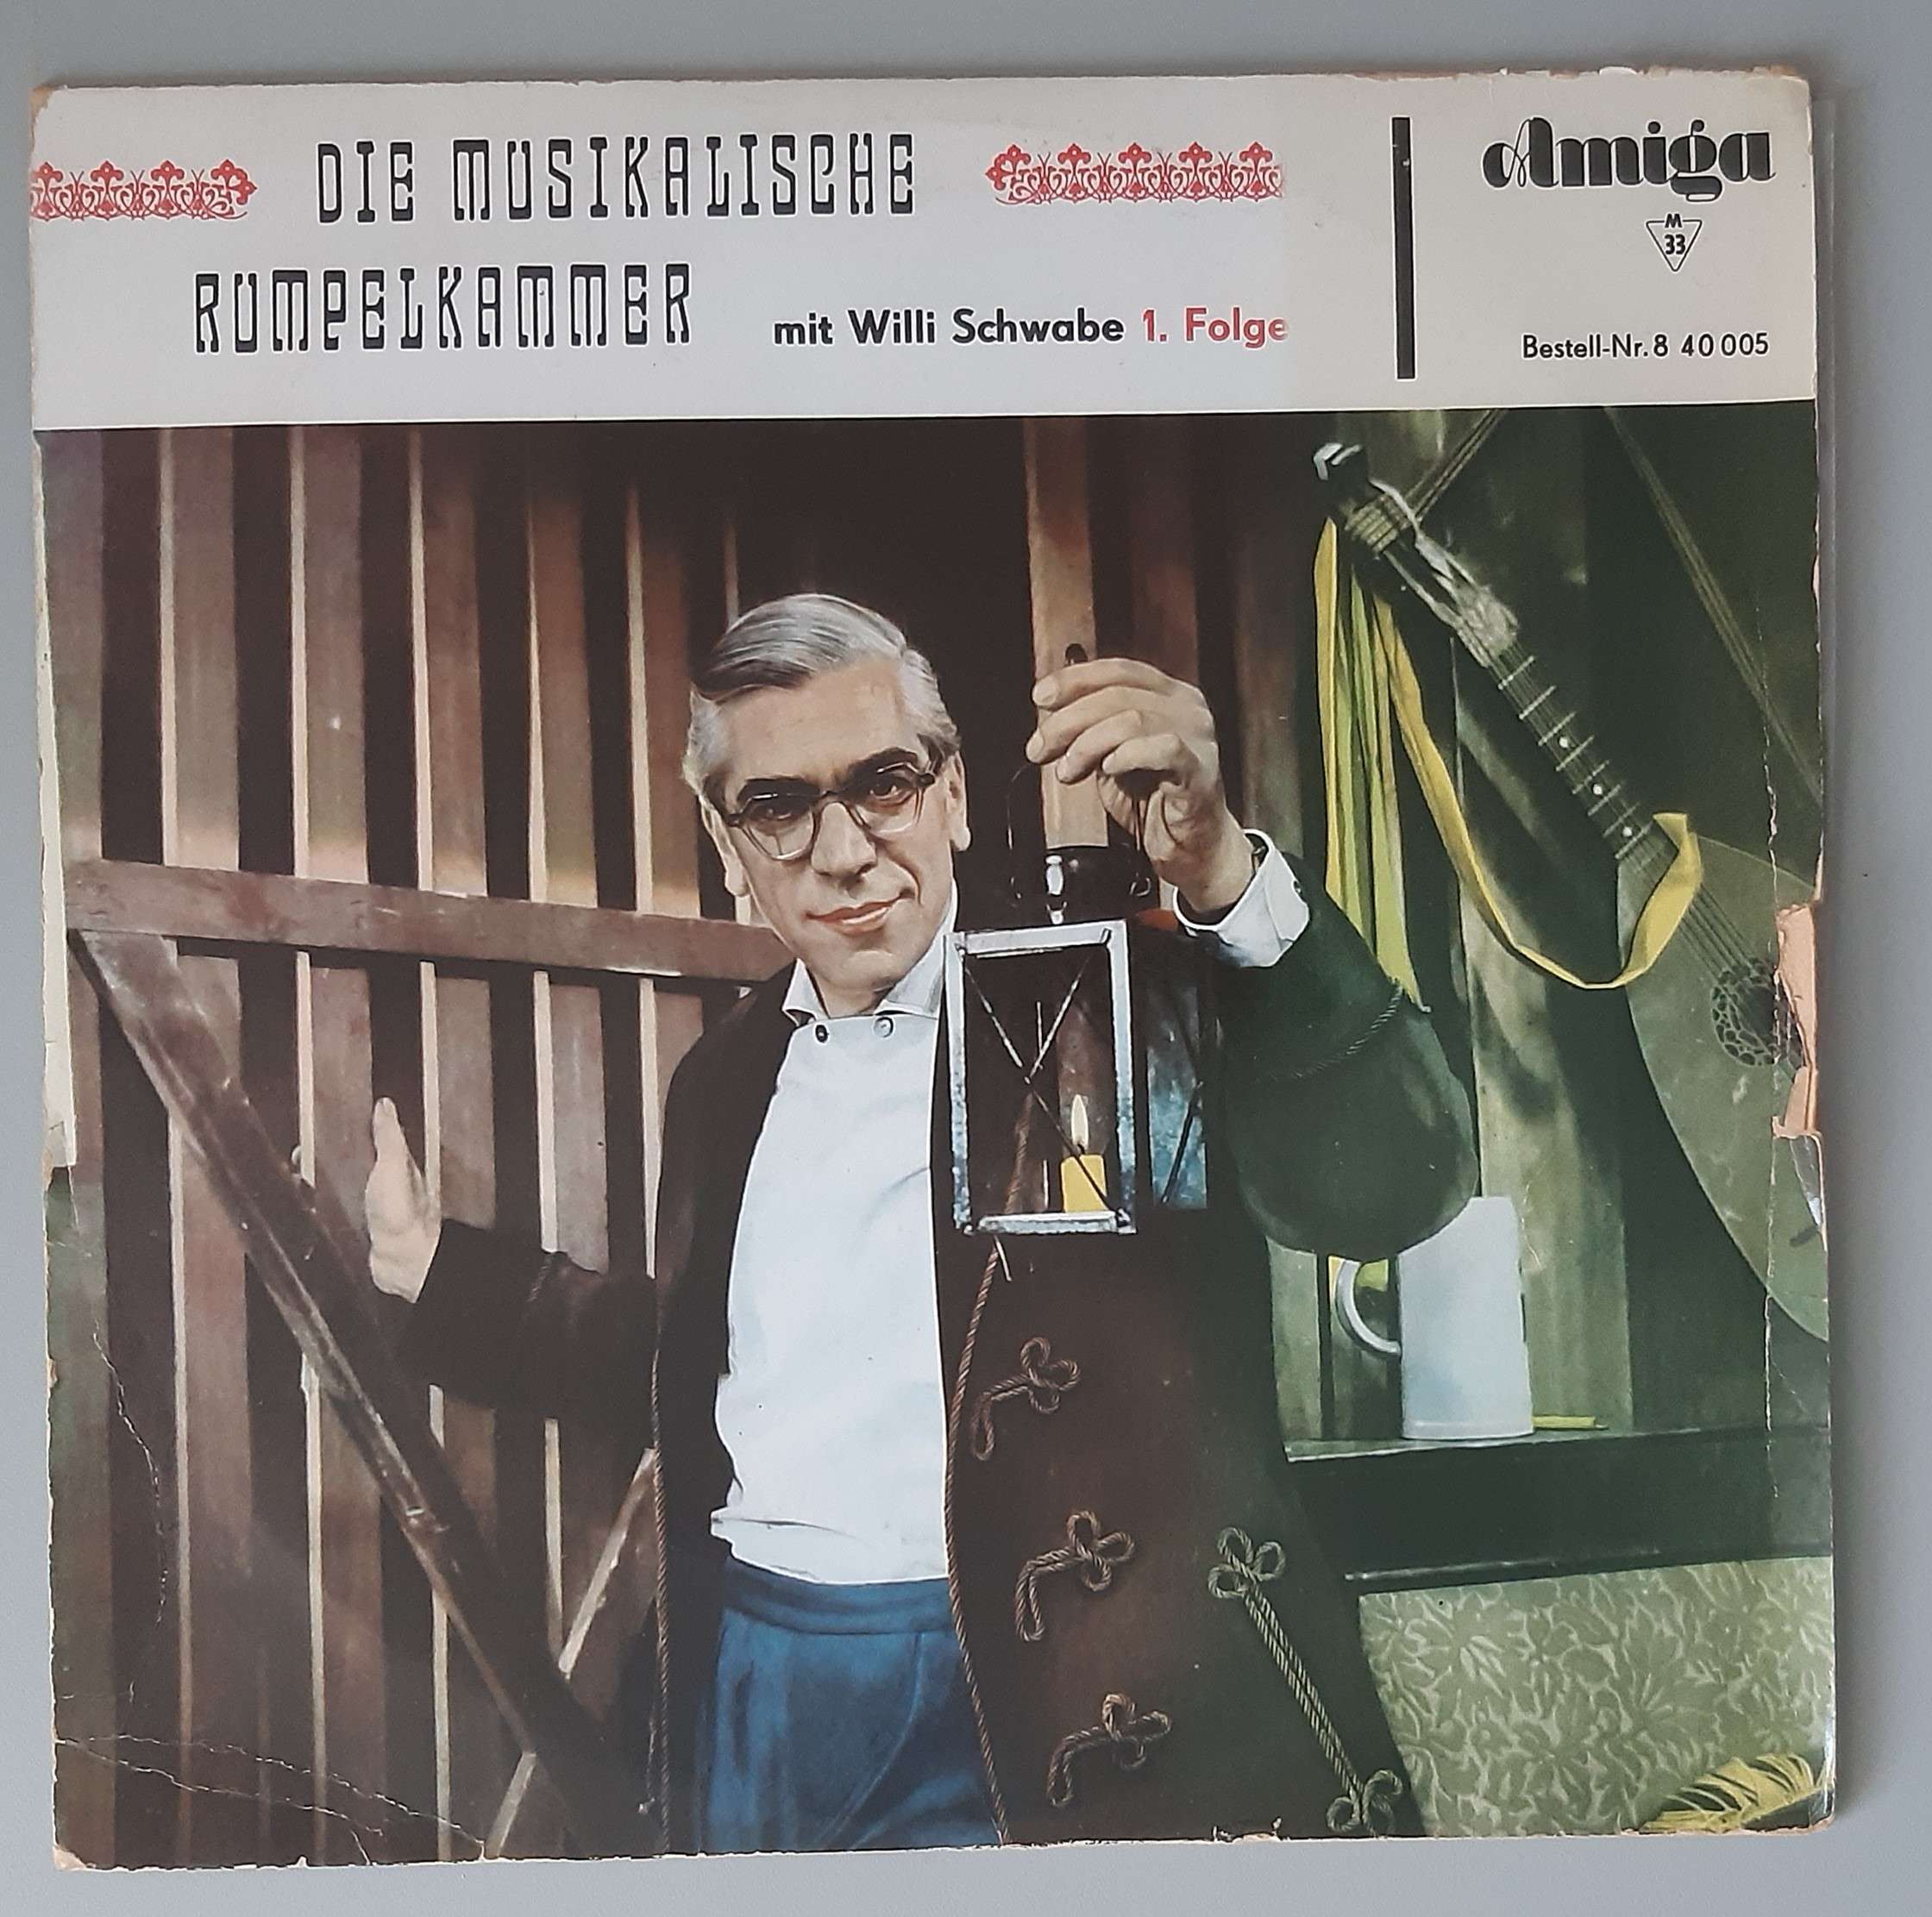 DIE MUSIKALISCHE
RUMPELKAMMER
mit Willi Schwabe 1. Folge
Amiga
M
33
Bestell-Nr. 8 40 005